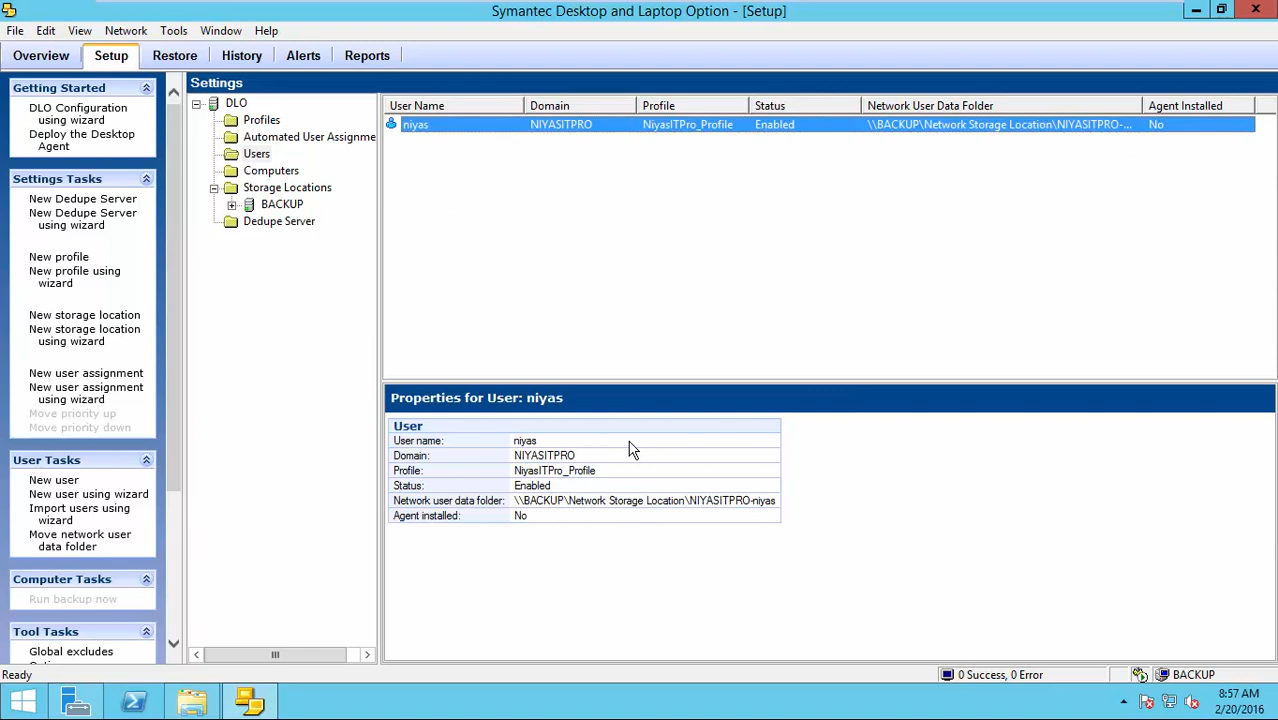 Symantec Desktop and Laptop Option - [Setup]
File Edit View Network Tools Window Help
Overview Setup Restore History Alerts Reports
Getting Started
DLO Configuration
using wizard
Deploy the Desktop
Agent
Settings Tasks
New Dedupe Server
New Dedupe Server
using wizard
New profile
New profile using
wizard
New storage location
New storage location
using wizard
New user assignment
New user assignment
using wizard
Move priority up
Move priority down
User Tasks
New user
New user using wizard
Import users using
wizard
Move network user
data folder
Computer Tasks
Run backup now
Tool Tasks
Global excludes
Settings
DLO
Profiles
Automated User Assignme
Users
Computers
Storage Locations
BACKUP
Dedupe Server
User Name Domain Profile Status Network User Data Folder Agent Installed
niyas NIYASITPRO NiyasITPro_Profile Enabled \\BACKUP\Network Storage Location\NIYASITPRO-... No
Properties for User: niyas
User
User name: niyas
Domain: NIYASITPRO
Profile: NiyasITPro_Profile
Status: Enabled
Network user data folder: \\BACKUP\Network Storage Location\NIYASITPRO-niyas
Agent installed: No
Ready 0 Success, 0 Error BACKUP
8:57 AM
2/20/2016